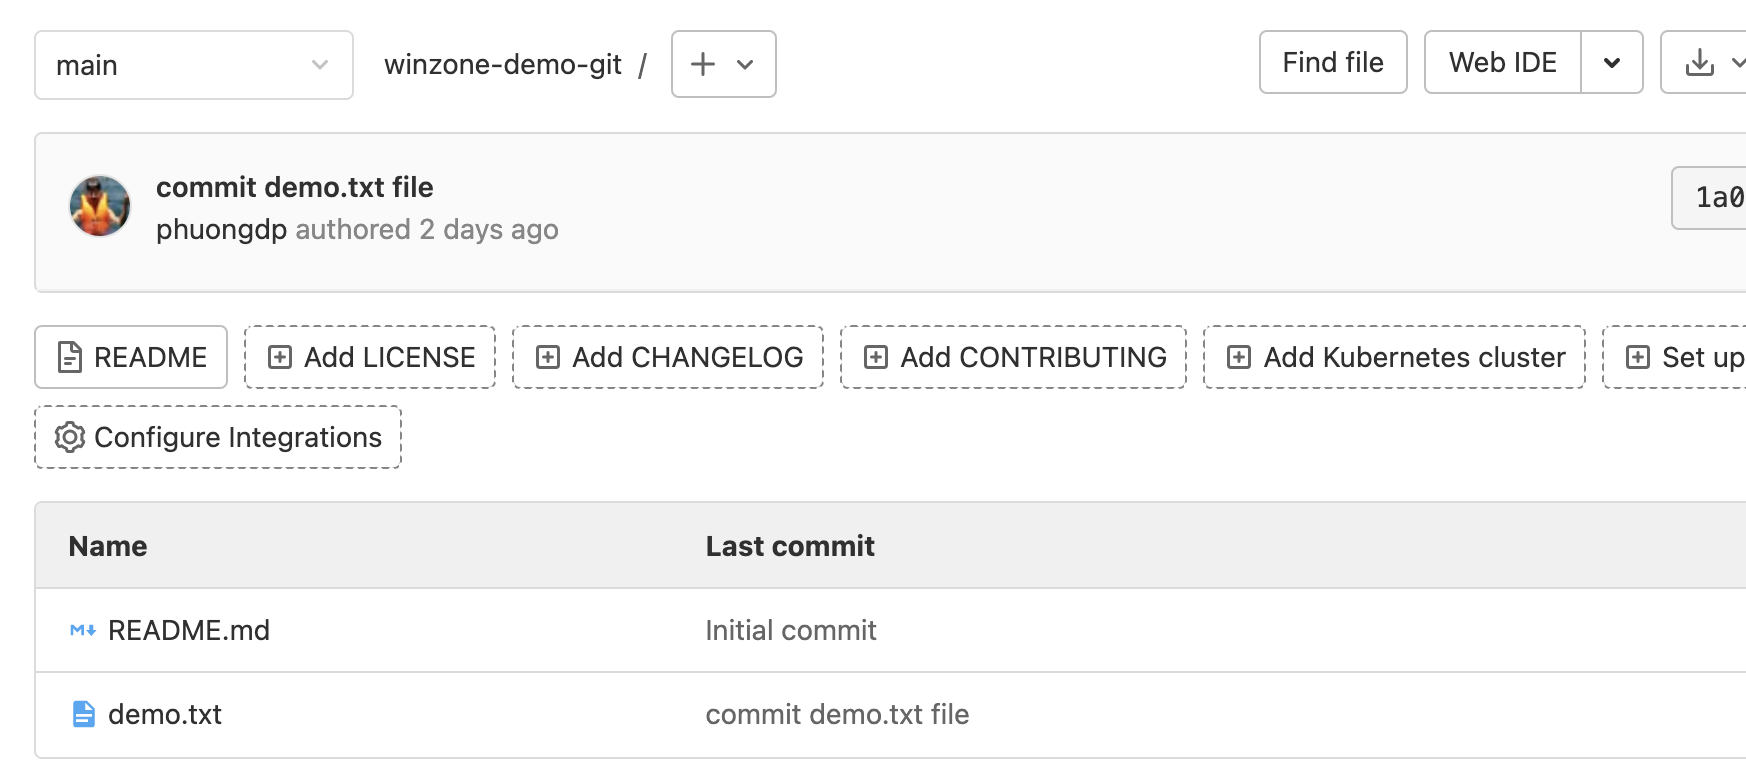 main winzone-demo-git / Find file Web IDE
commit demo.txt file
phuongdp authored 2 days ago
1a0
README Add LICENSE Add CHANGELOG Add CONTRIBUTING Add Kubernetes cluster Set up
Configure Integrations
Name Last commit
README.md Initial commit
demo.txt commit demo.txt file